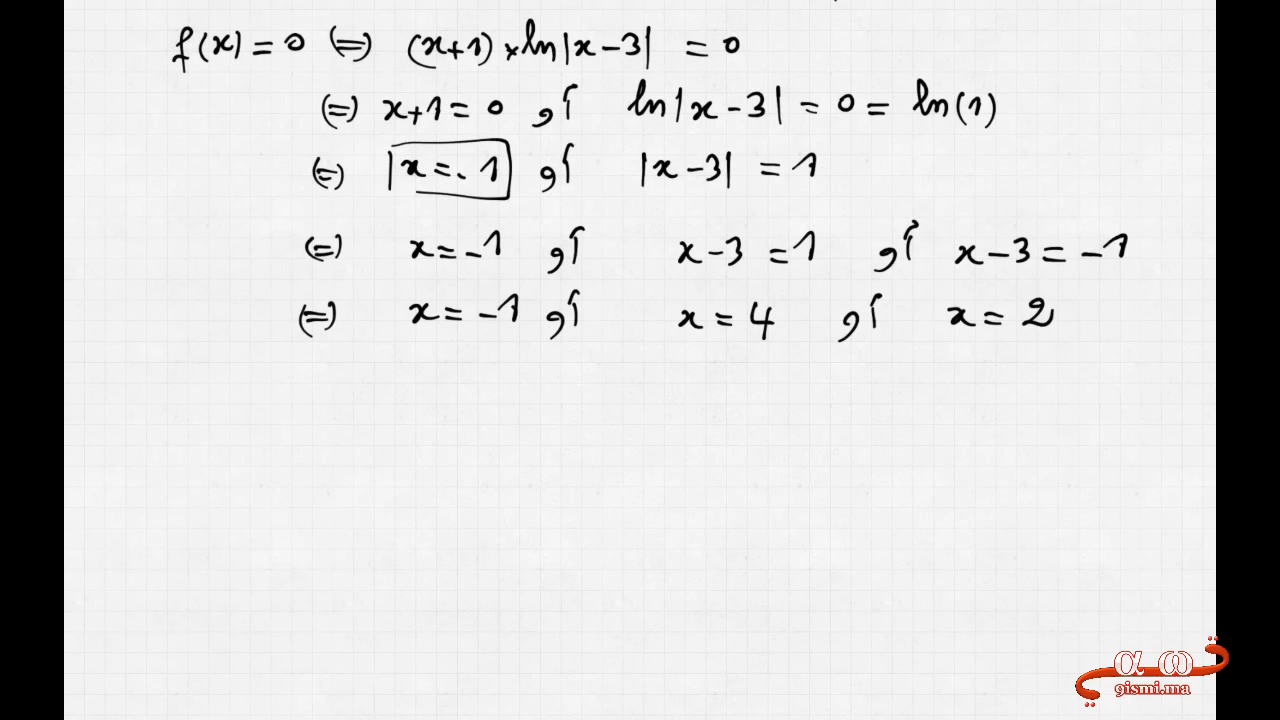 f(x) = 0 (=) (x+1) × ln|x-3| = 0
(=) x+1 = 0 أو ln|x-3| = 0 = ln(1)
(=) |x = -1| أو |x-3| = 1
(=) x = -1 أو x-3 = 1 أو x-3 = -1
(=) x = -1 أو x = 4 أو x = 2
α ω
9ismi.ma